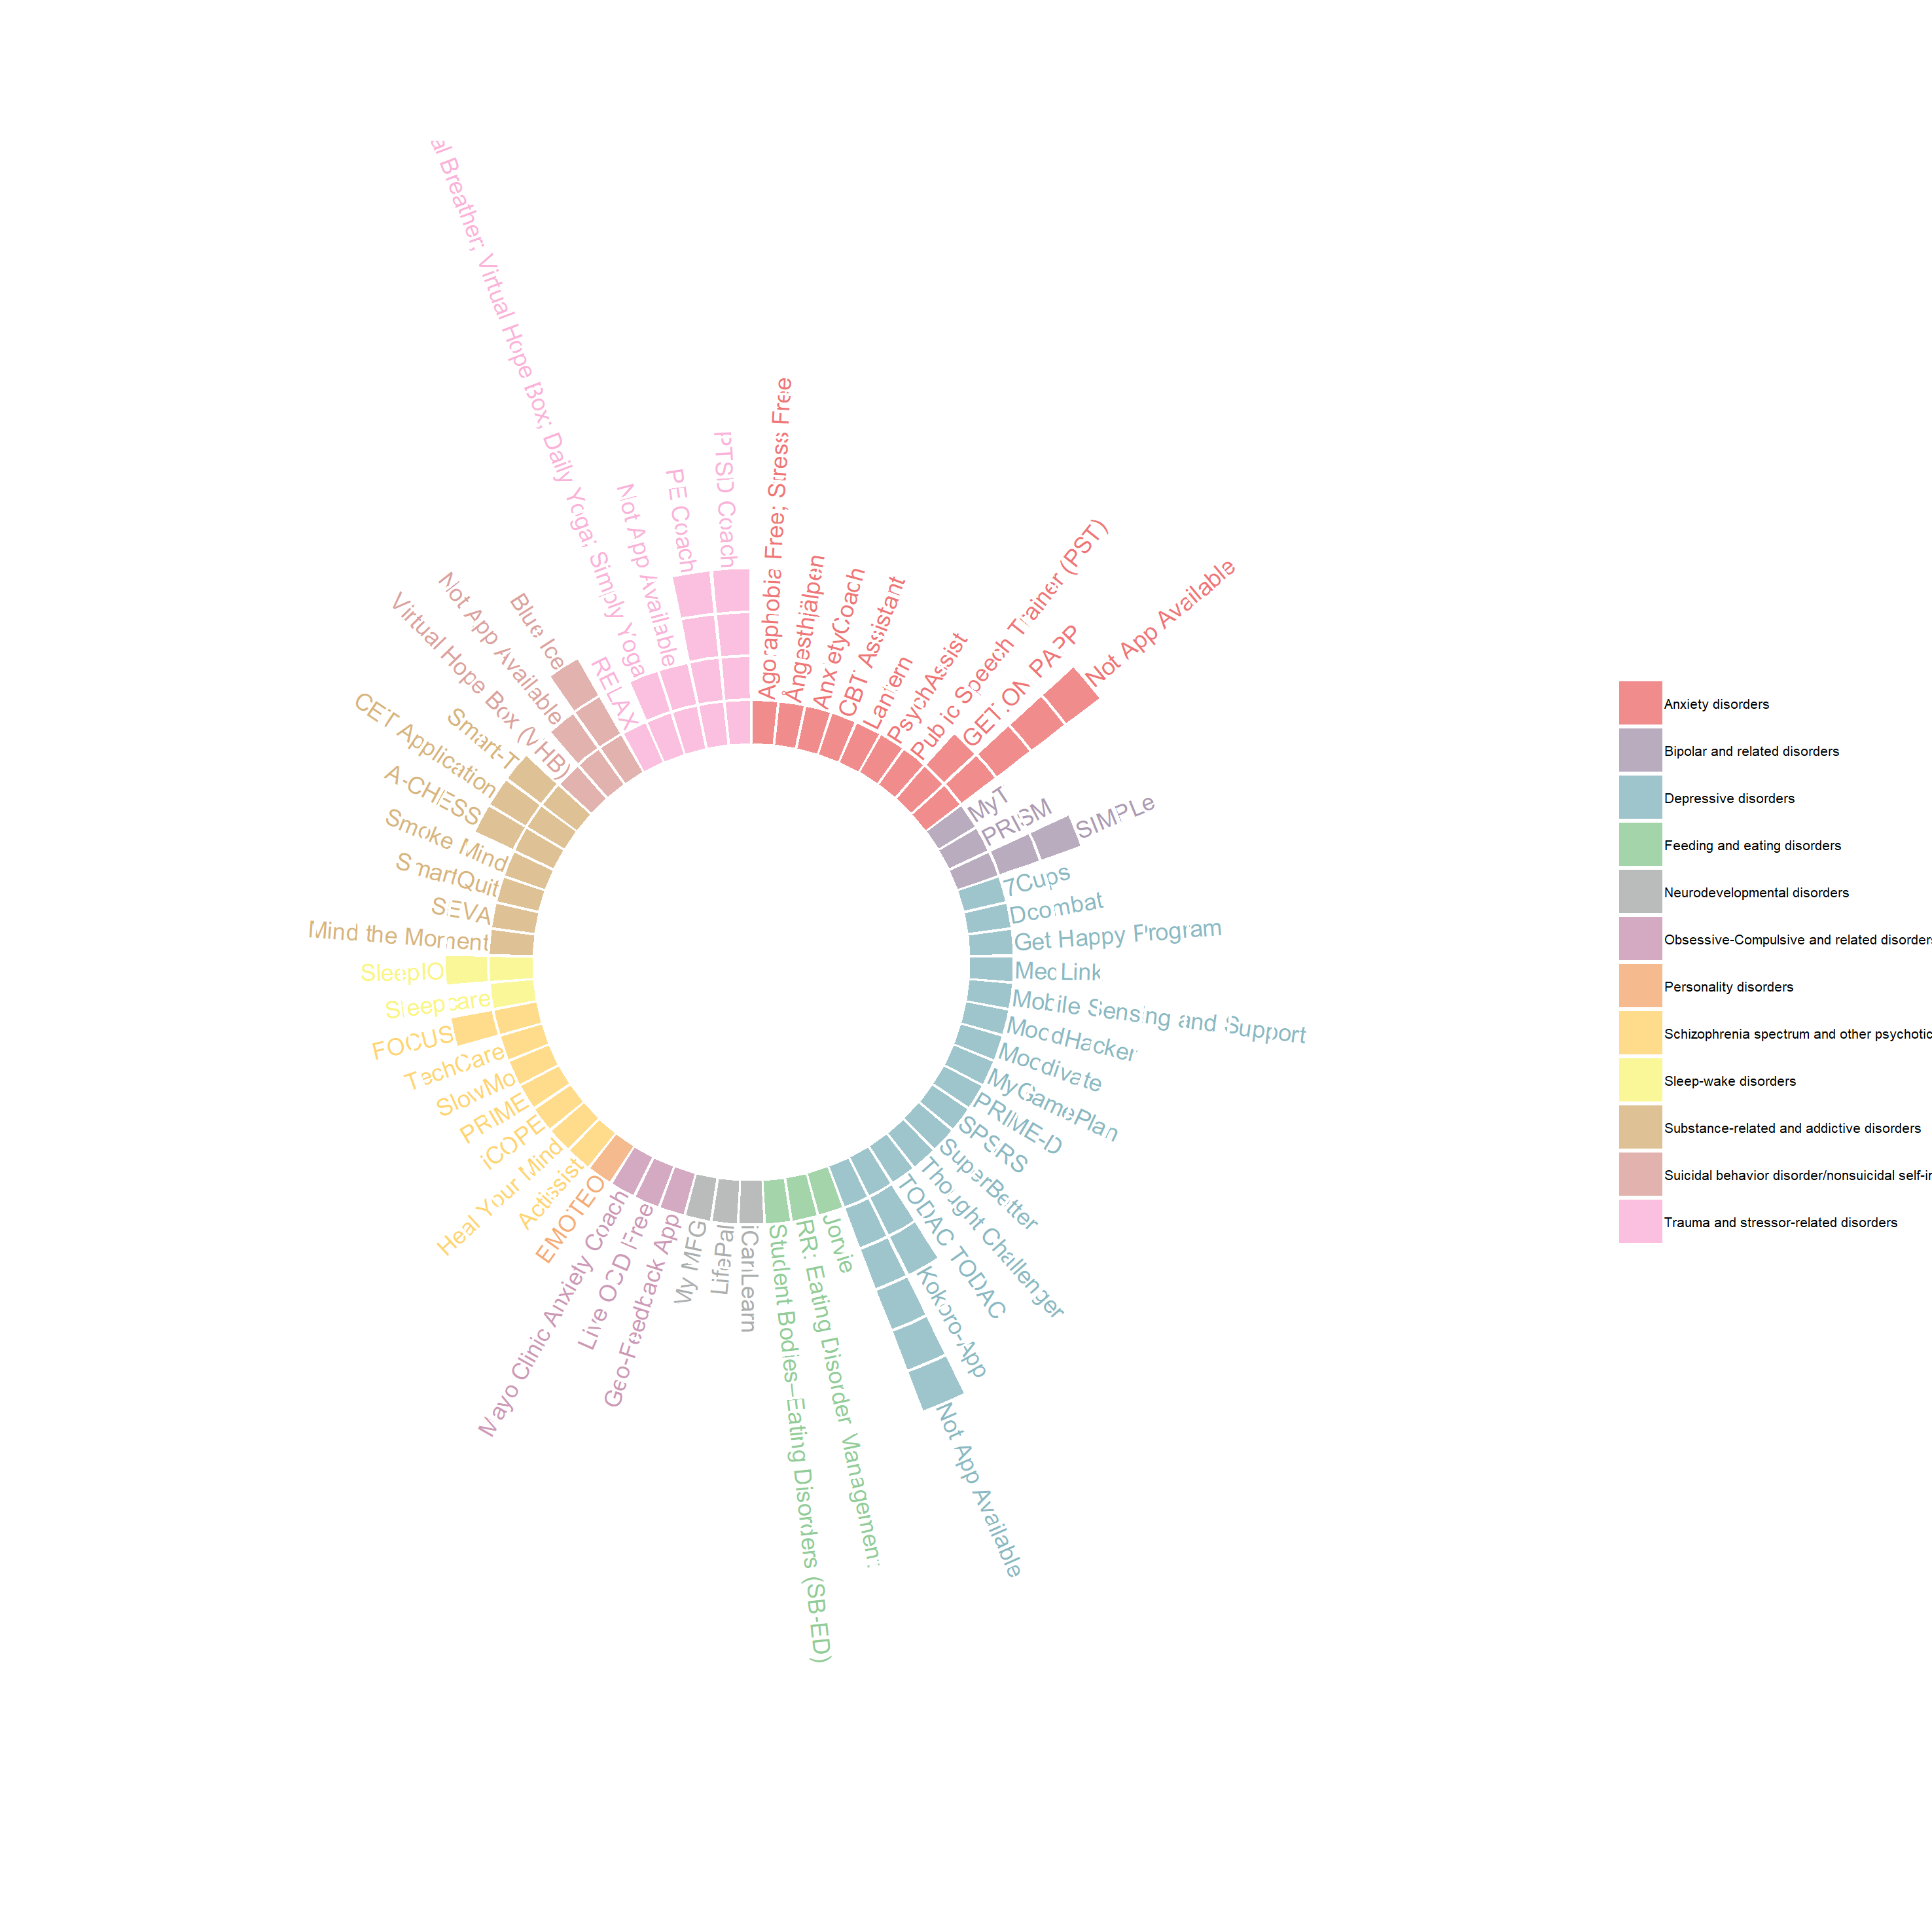 al Breather; Virtual Hope Box; Daily Yoga; Simply Yoga
Not App Available
PE Coach
PTSD Coach
Agoraphobia Free; Stress Free
Ångesthjälpen
AnxietyCoach
CBT Assistant
Lantern
PsychAssist
Public Speech Trainer (PST)
GET.ON PAPP
Not App Available
MyT
PRISM
SIMPLe
7Cups
Dcombat
Get Happy Program
MedLink
Mobile Sensing and Support
MoodHacker
Moodivate
MyGamePlan
PRIME-D
SPSRS
SuperBetter
Thought Challenger
TODAC TODAC
Kokoro-App
Not App Available
Jorvie
RR: Eating Disorder Management
Student Bodies–Eating Disorders (SB-ED)
iCanLearn
LifePal
My MFG
Geo-Feedback App
Live OCD Free
Mayo Clinic Anxiety Coach
EMOTEO
Actissist
Heal Your Mind
iCOPE
PRIME
SlowMo
TechCare
FOCUS
Sleepcare
SleepIO
Mind the Moment
SEVA
SmartQuit
Smoke Mind
A-CHESS
CET Application
Smart-T
Virtual Hope Box (VHB)
Not App Available
Blue Ice
RELAX
Anxiety disorders
Bipolar and related disorders
Depressive disorders
Feeding and eating disorders
Neurodevelopmental disorders
Obsessive-Compulsive and related disorders
Personality disorders
Schizophrenia spectrum and other psychotic
Sleep-wake disorders
Substance-related and addictive disorders
Suicidal behavior disorder/nonsuicidal self-in
Trauma and stressor-related disorders